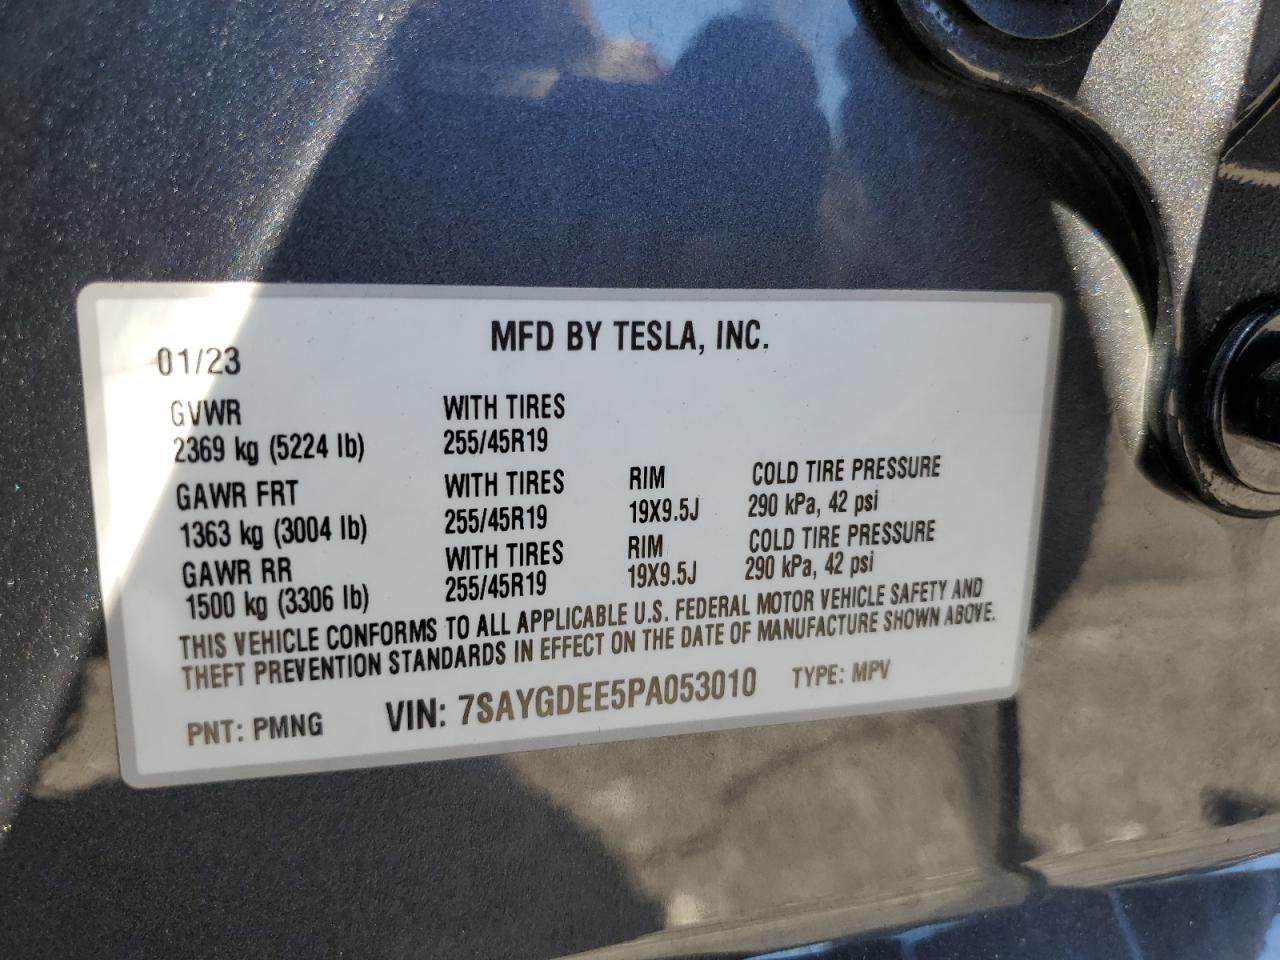 MFD BY TESLA, INC.
01/23
GVWR WITH TIRES
2369 kg (5224 lb) 255/45R19
GAWR FRT WITH TIRES RIM COLD TIRE PRESSURE
1363 kg (3004 lb) 255/45R19 19X9.5J 290 kPa, 42 psi
GAWR RR WITH TIRES RIM COLD TIRE PRESSURE
1500 kg (3306 lb) 255/45R19 19X9.5J 290 kPa, 42 psi
THIS VEHICLE CONFORMS TO ALL APPLICABLE U.S. FEDERAL MOTOR VEHICLE SAFETY AND
THEFT PREVENTION STANDARDS IN EFFECT ON THE DATE OF MANUFACTURE SHOWN ABOVE.
PNT: PMNG VIN: 7SAYGDEE5PA053010 TYPE: MPV